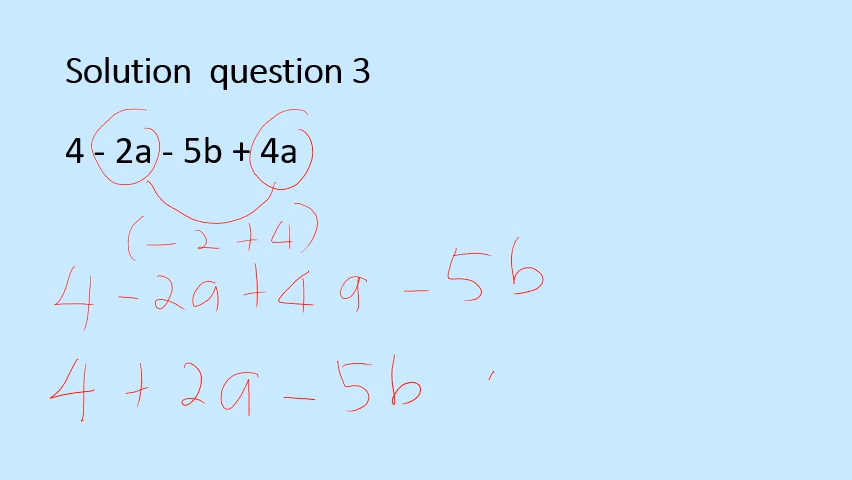 Solution question 3
4 - 2a - 5b + 4a
(-2+4)
4 - 2a + 4a - 5b
4 + 2a - 5b